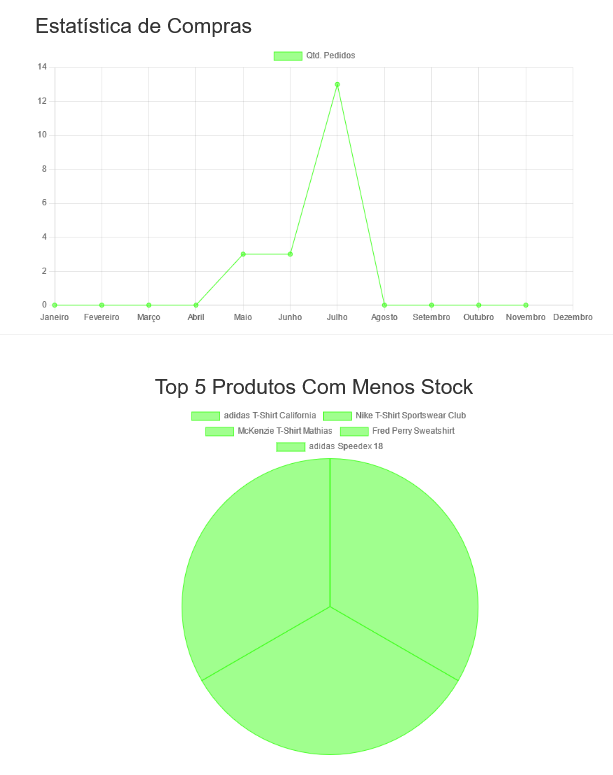 Estatística de Compras
Qtd. Pedidos
14
12
10
8
6
4
2
0
Janeiro Fevereiro Março Abril Maio Junho Julho Agosto Setembro Outubro Novembro Dezembro
Top 5 Produtos Com Menos Stock
adidas T-Shirt California Nike T-Shirt Sportswear Club
McKenzie T-Shirt Mathias Fred Perry Sweatshirt
adidas Speedex 18